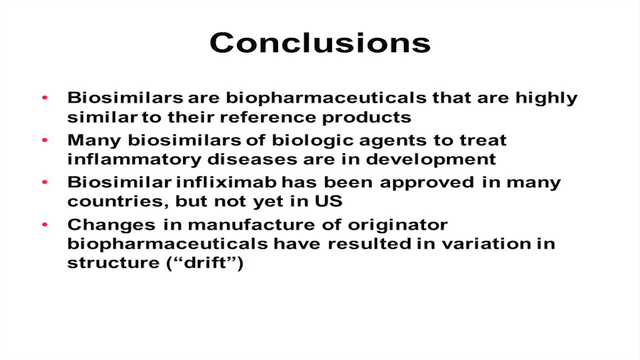 Conclusions
• Biosimilars are biopharmaceuticals that are highly
similar to their reference products
• Many biosimilars of biologic agents to treat
inflammatory diseases are in development
• Biosimilar infliximab has been approved in many
countries, but not yet in US
• Changes in manufacture of originator
biopharmaceuticals have resulted in variation in
structure (“drift”)